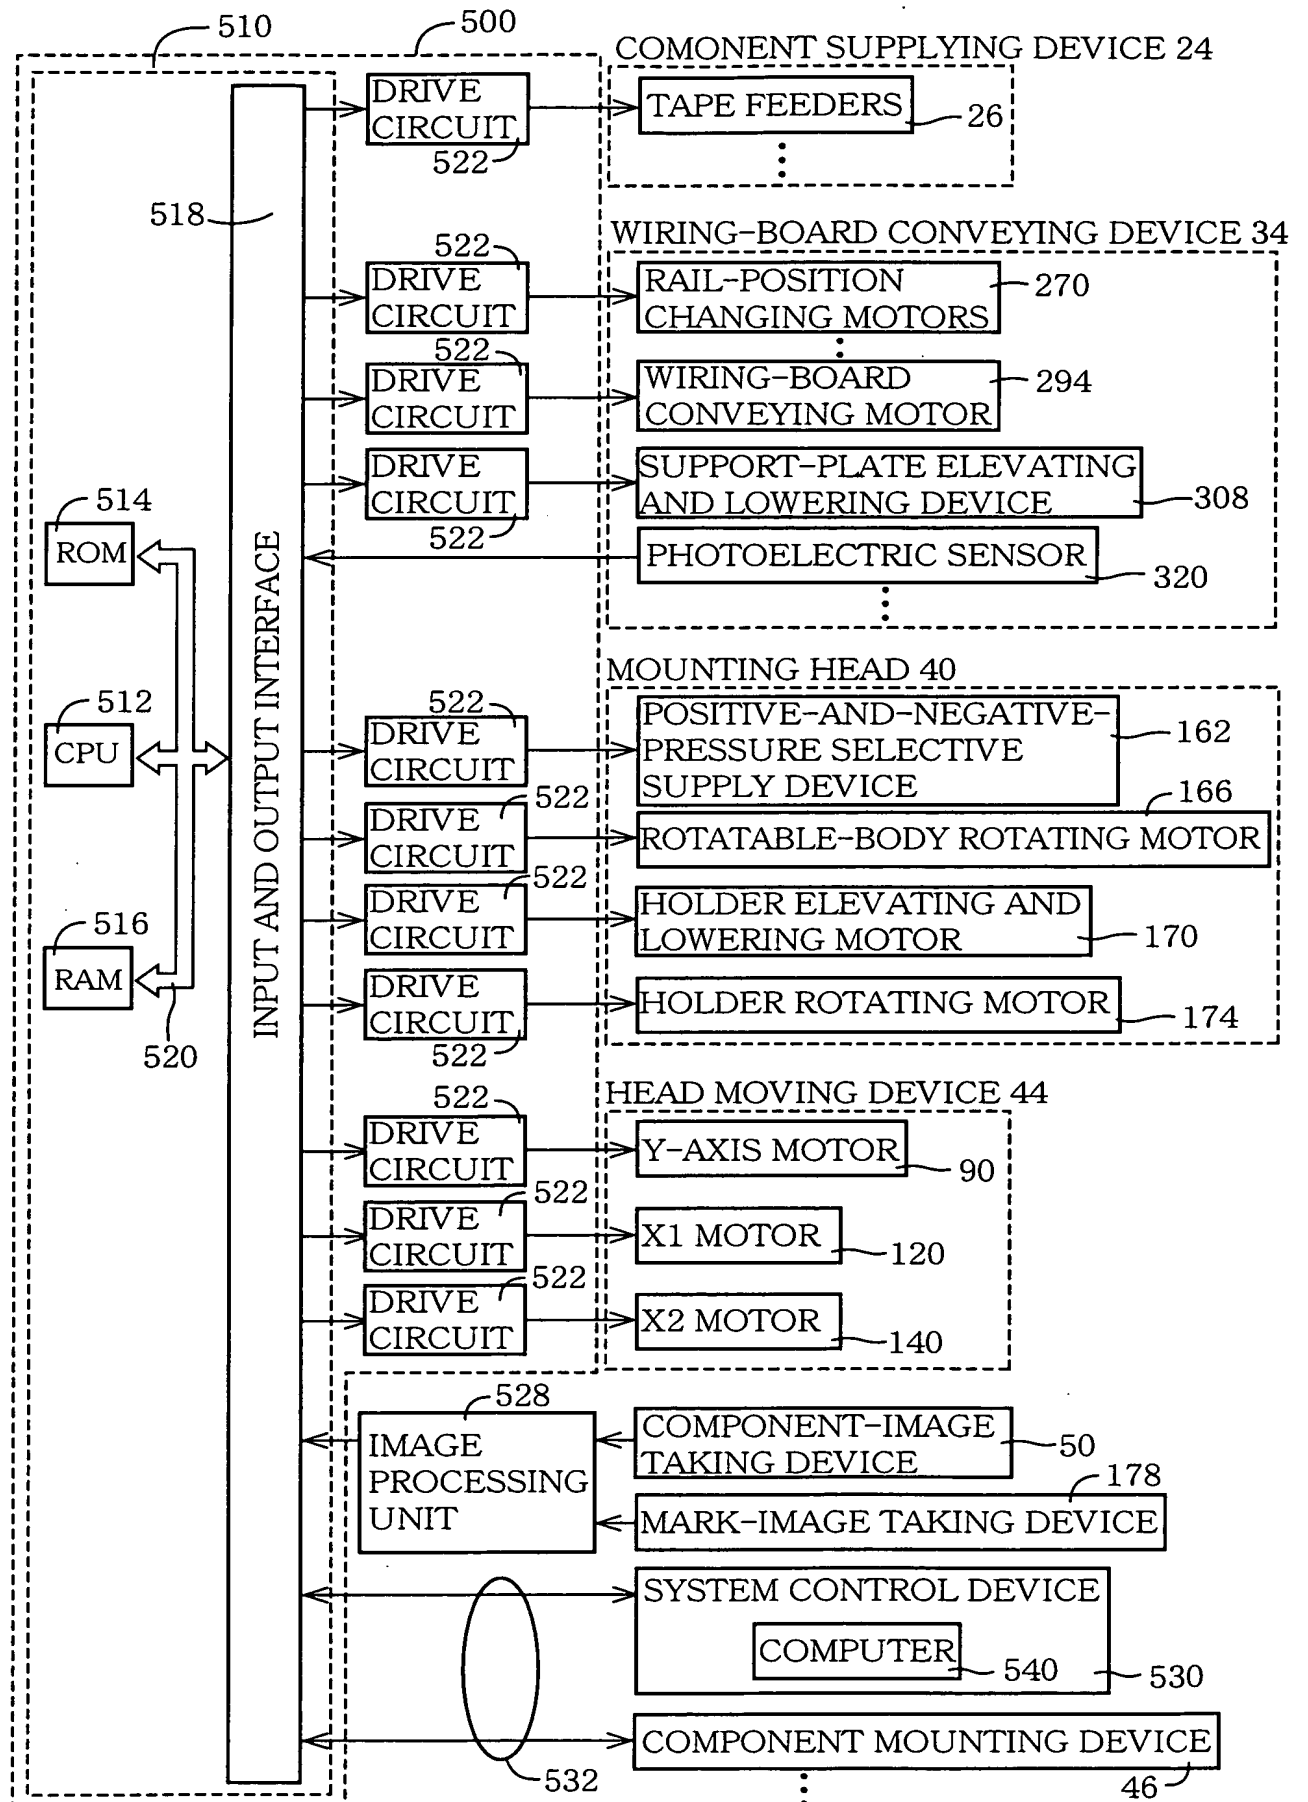 510
500
COMONENT SUPPLYING DEVICE 24
DRIVE
CIRCUIT
522
TAPE FEEDERS
26
518
WIRING-BOARD CONVEYING DEVICE 34
522
DRIVE
CIRCUIT
RAIL-POSITION
CHANGING MOTORS
270
522
DRIVE
CIRCUIT
WIRING-BOARD
CONVEYING MOTOR
294
DRIVE
CIRCUIT
522
SUPPORT-PLATE ELEVATING
AND LOWERING DEVICE
308
PHOTOELECTRIC SENSOR
320
514
ROM
512
CPU
516
RAM
520
INPUT AND OUTPUT INTERFACE
MOUNTING HEAD 40
522
DRIVE
CIRCUIT
POSITIVE-AND-NEGATIVE-
PRESSURE SELECTIVE
SUPPLY DEVICE
162
522
DRIVE
CIRCUIT
166
ROTATABLE-BODY ROTATING MOTOR
522
DRIVE
CIRCUIT
HOLDER ELEVATING AND
LOWERING MOTOR
170
DRIVE
CIRCUIT
522
HOLDER ROTATING MOTOR
174
HEAD MOVING DEVICE 44
522
DRIVE
CIRCUIT
Y-AXIS MOTOR
90
522
DRIVE
CIRCUIT
X1 MOTOR
120
522
DRIVE
CIRCUIT
X2 MOTOR
140
528
IMAGE
PROCESSING
UNIT
COMPONENT-IMAGE
TAKING DEVICE
50
178
MARK-IMAGE TAKING DEVICE
SYSTEM CONTROL DEVICE
COMPUTER
540
530
COMPONENT MOUNTING DEVICE
46
532